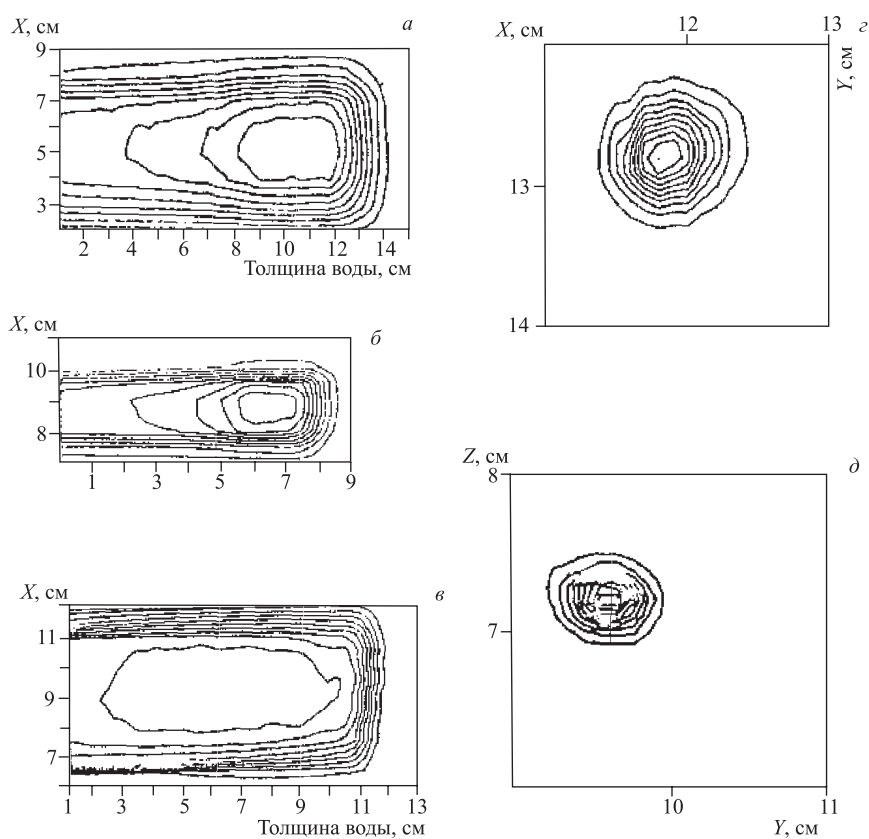 X, см
а
9
7
5
3
2 4 6 8 10 12 14
Толщина воды, см
X, см
б
10
8
1 3 5 7 9
X, см
в
11
9
7
1 3 5 7 9 11 13
Толщина воды, см
X, см
12 13
г
Y, см
13
14
Z, см
д
8
7
10 11
Y, см